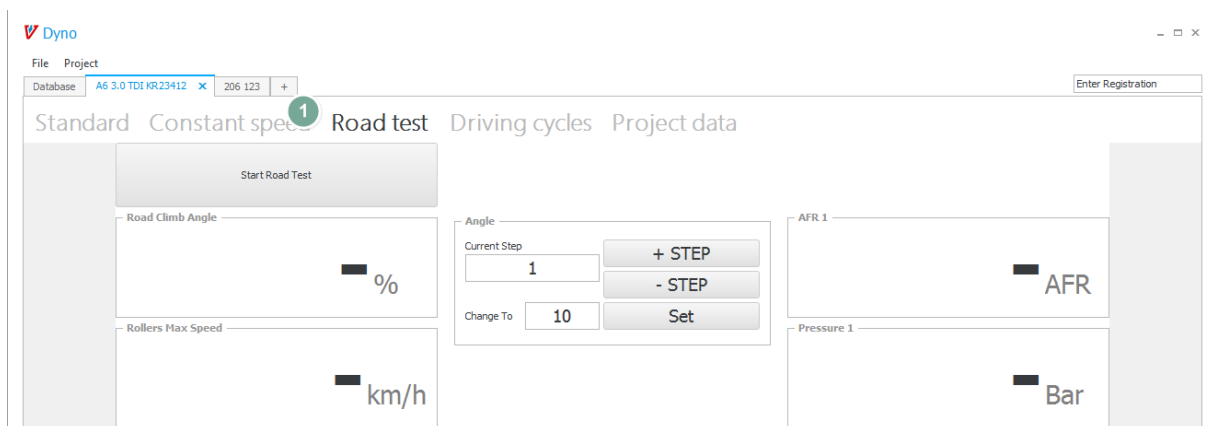 Dyno
File Project
Database A6 3.0 TDI KR23412 x 206 123 + Enter Registration
1
Standard Constant speed Road test Driving cycles Project data
Start Road Test
Road Climb Angle
- %
Angle
Current Step
1
+ STEP
- STEP
Change To 10 Set
AFR 1
- AFR
Rollers Max Speed
- km/h
Pressure 1
- Bar